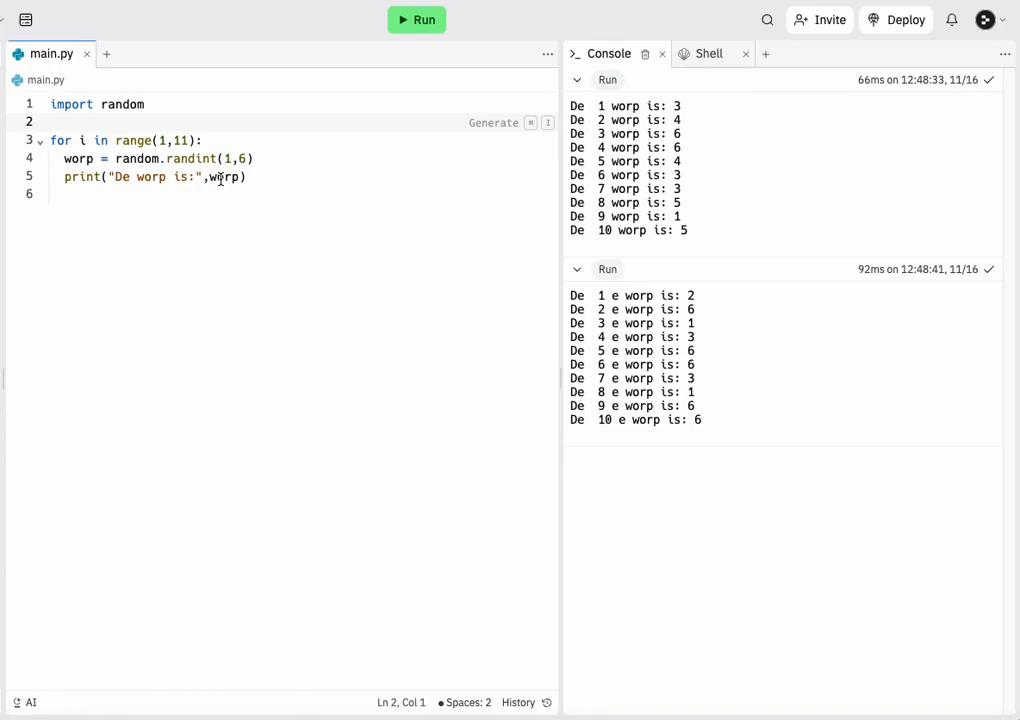 Run
Invite
Deploy
main.py
Console
Shell
main.py
Run
66ms on 12:48:33, 11/16
1 import random
2
Generate ⌘ I
3 for i in range(1,11):
4 worp = random.randint(1,6)
5 print("De worp is:",worp)
6
De  1 worp is: 3
De  2 worp is: 4
De  3 worp is: 6
De  4 worp is: 6
De  5 worp is: 4
De  6 worp is: 3
De  7 worp is: 3
De  8 worp is: 5
De  9 worp is: 1
De  10 worp is: 5
Run
92ms on 12:48:41, 11/16
De  1 e worp is: 2
De  2 e worp is: 6
De  3 e worp is: 1
De  4 e worp is: 3
De  5 e worp is: 6
De  6 e worp is: 6
De  7 e worp is: 3
De  8 e worp is: 1
De  9 e worp is: 6
De  10 e worp is: 6
AI
Ln 2, Col 1
Spaces: 2
History